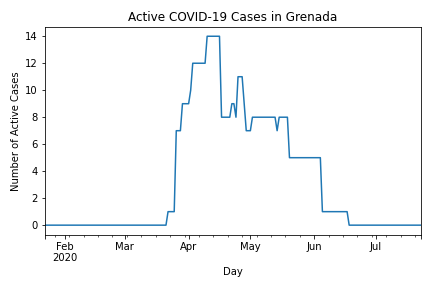 Active COVID-19 Cases in Grenada
Number of Active Cases
14
12
10
8
6
4
2
0
Feb Mar Apr May Jun Jul
2020
Day